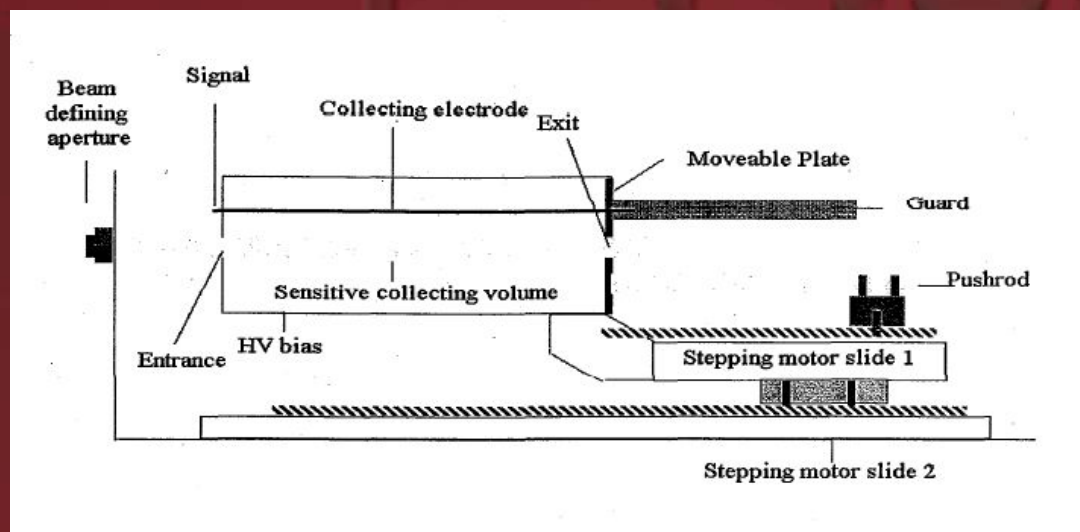 Signal
Beam
defining
aperture
Collecting electrode
Exit
Moveable Plate
Guard
Sensitive collecting volume
Pushrod
Entrance
HV bias
Stepping motor slide 1
Stepping motor slide 2